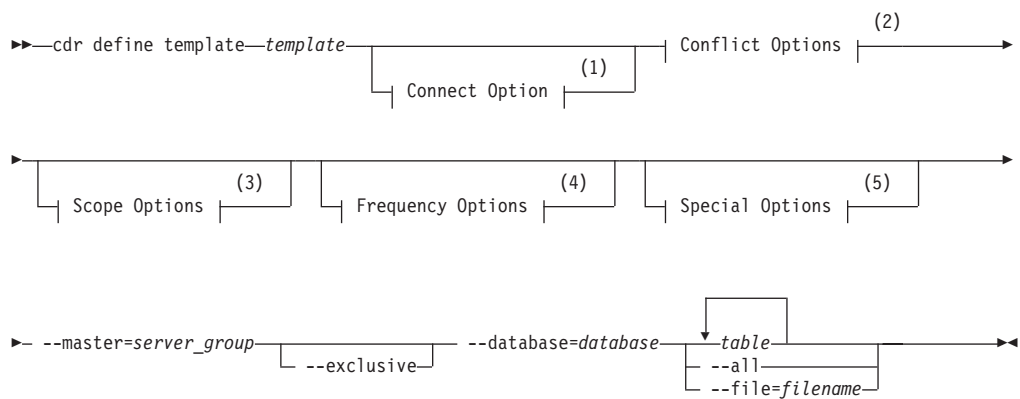 (2)
cdr define template template Conflict Options
(1)
Connect Option
(3) (4) (5)
Scope Options Frequency Options Special Options
--master=server_group --database=database table
--exclusive --all
--file=filename